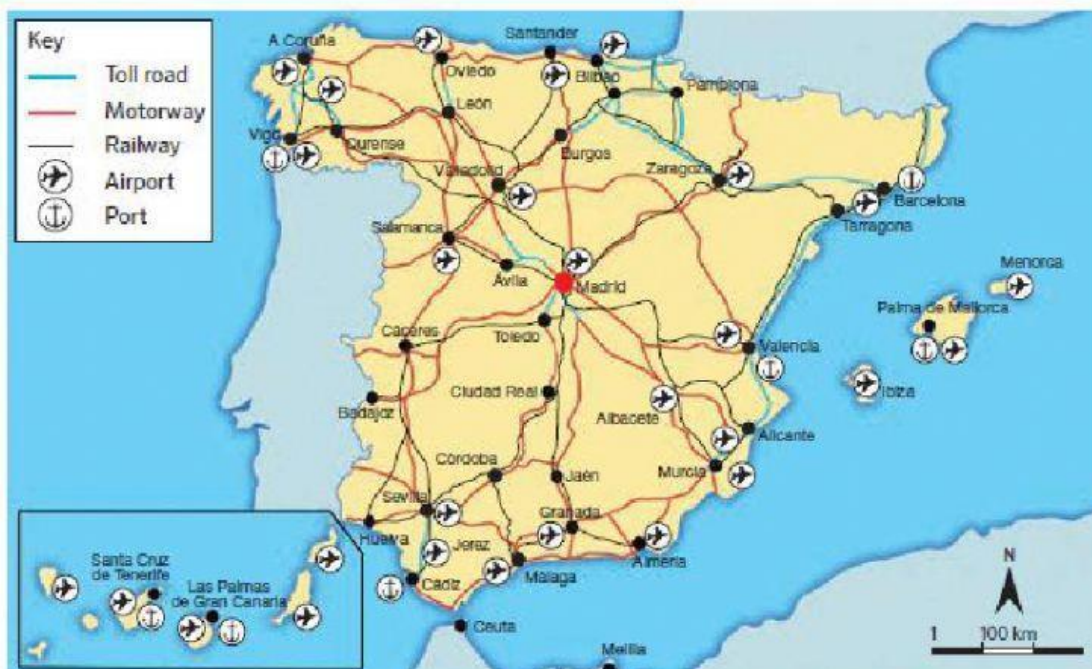 Key
Toll road
Motorway
Railway
Airport
Port
A Coruña
Oviedo
Santander
Bilbao
Pamplona
León
Vigo
Ourense
Burgos
Valladolid
Zaragoza
Barcelona
Tarragona
Salamanca
Ávila
Madrid
Menorca
Palma de Mallorca
Toledo
Cáceres
Valencia
Ibiza
Ciudad Real
Badajoz
Albacete
Alicante
Córdoba
Jaén
Murcia
Sevilla
Granada
Huelva
Jerez
Almería
Málaga
Cádiz
Santa Cruz
de Tenerife
Las Palmas
de Gran Canaria
Ceuta
Melilla
N
1 100 km